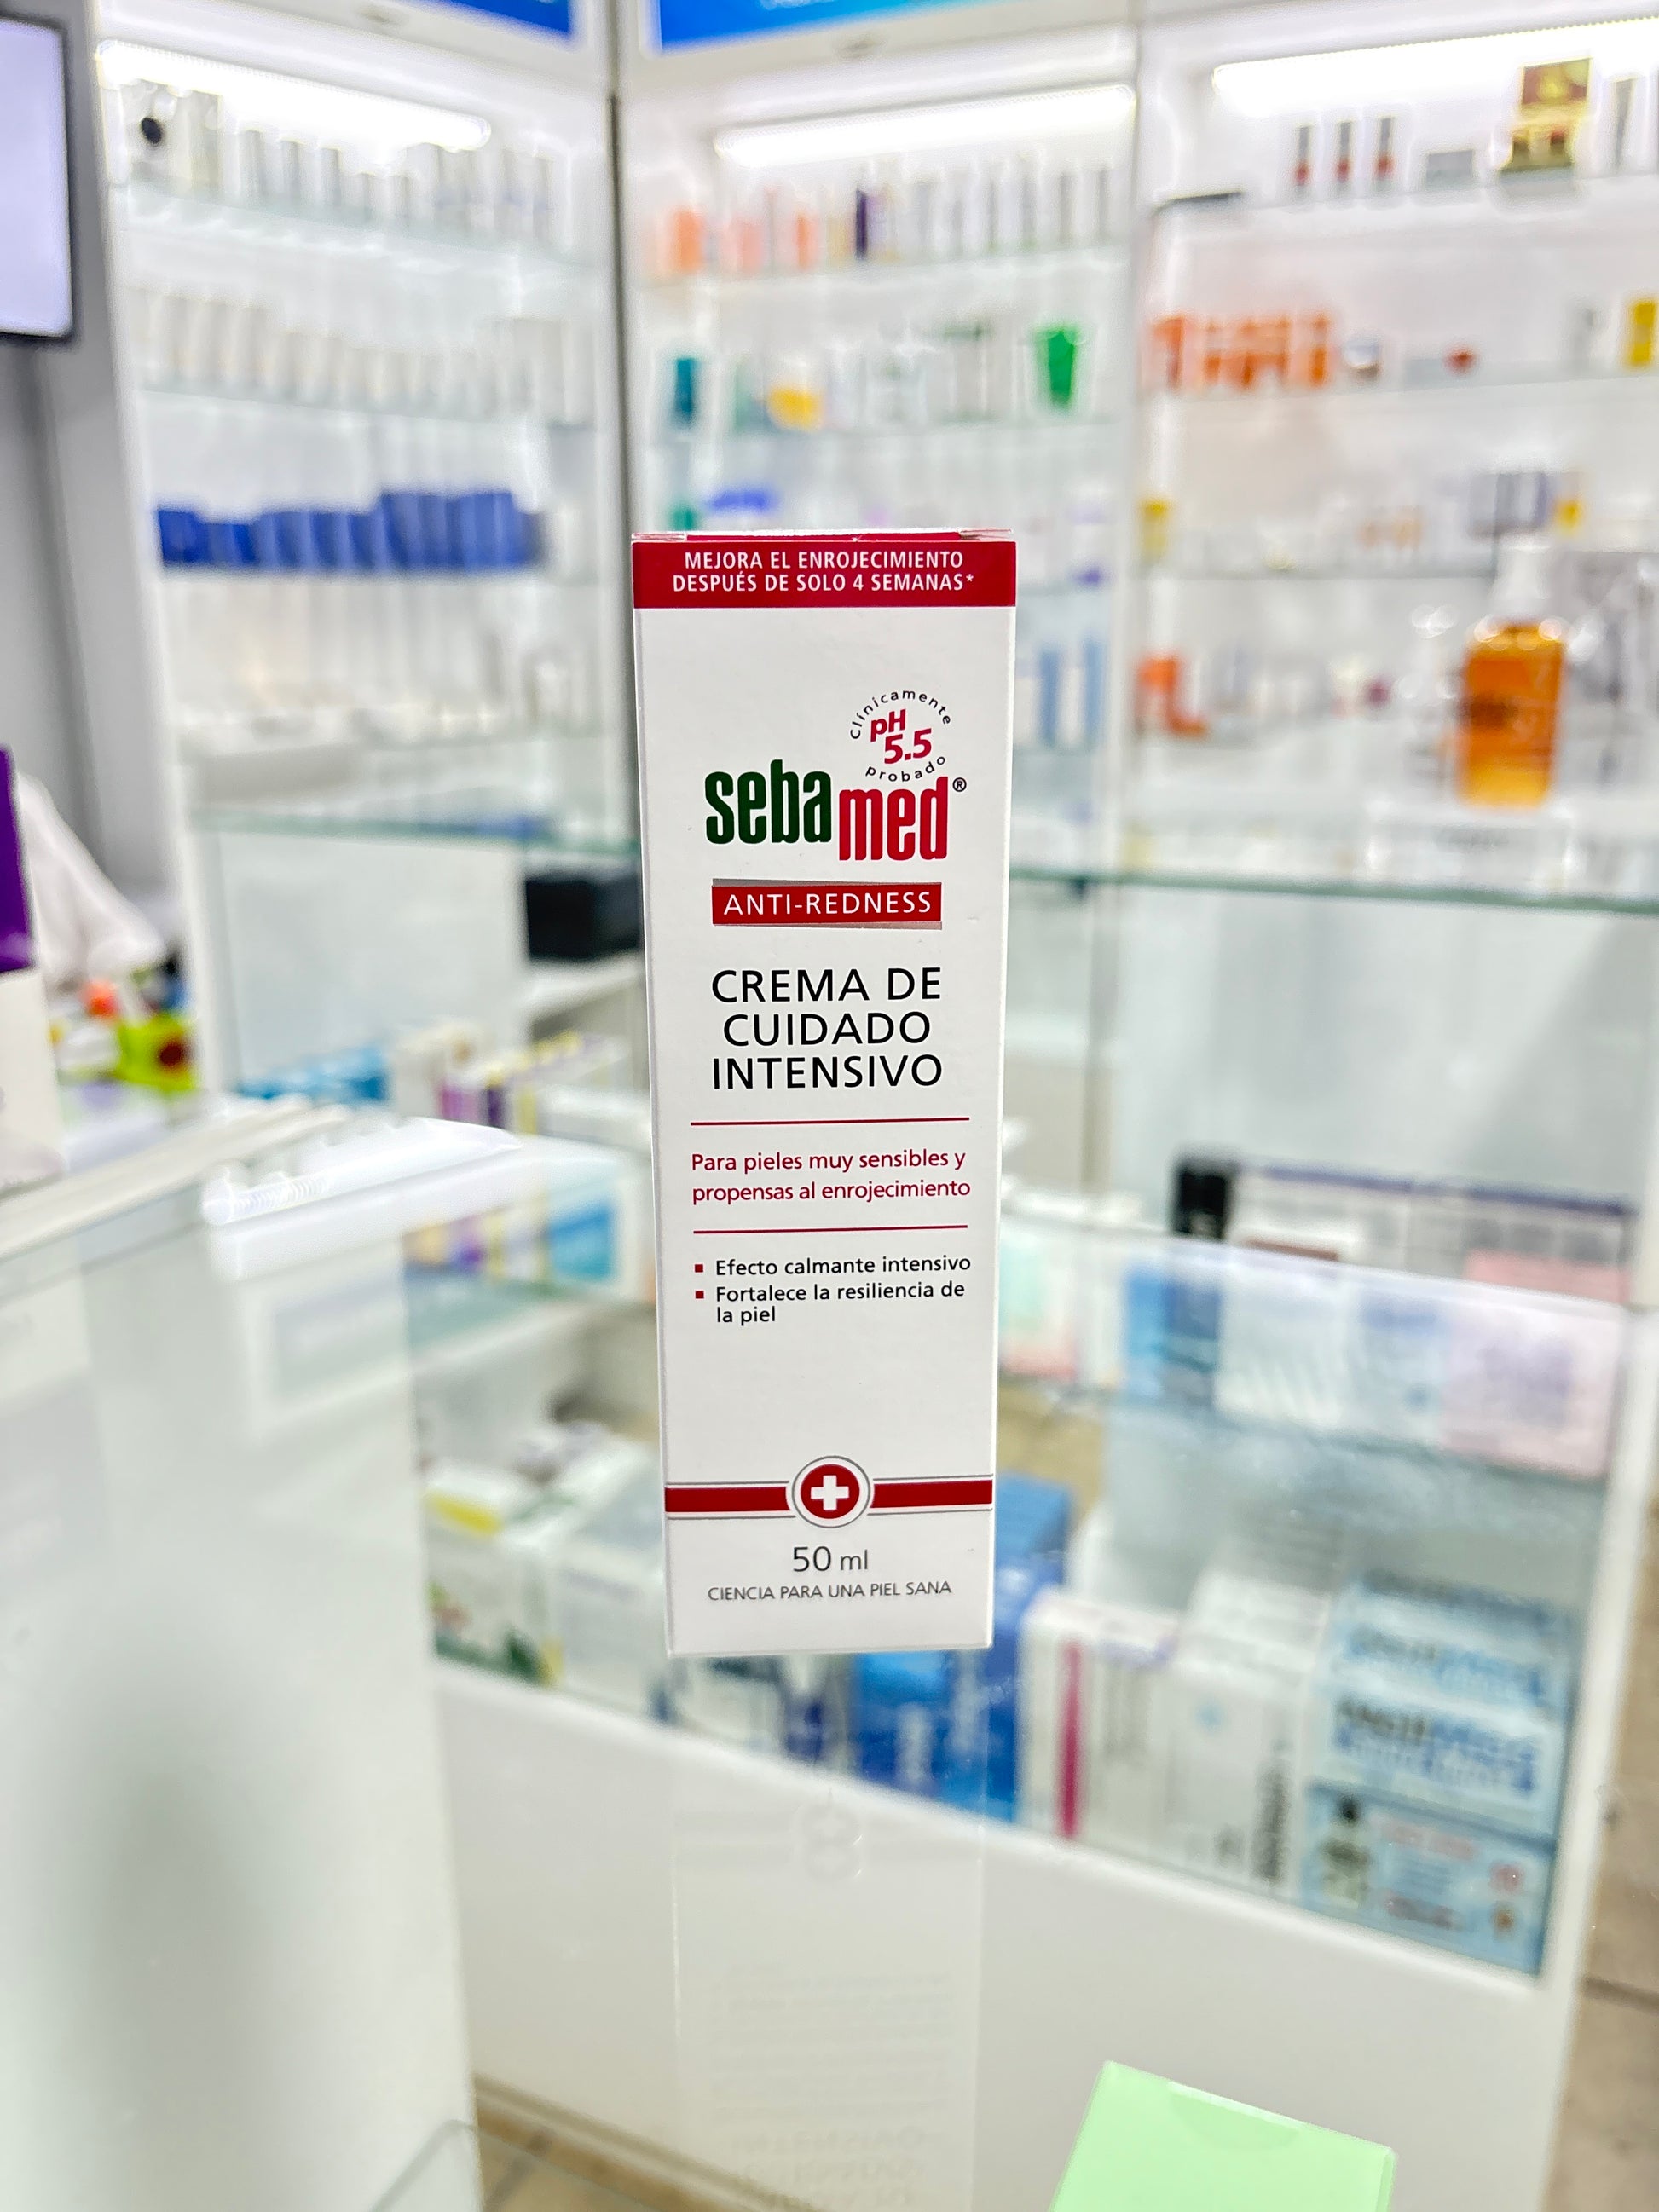 MEJORA EL ENROJECIMIENTO
DESPUÉS DE SOLO 4 SEMANAS*
Clínicamente
pH
5.5
probado
sebamed®
ANTI-REDNESS
CREMA DE
CUIDADO
INTENSIVO
Para pieles muy sensibles y
propensas al enrojecimiento
▪ Efecto calmante intensivo
▪ Fortalece la resiliencia de
la piel
50 ml
CIENCIA PARA UNA PIEL SANA